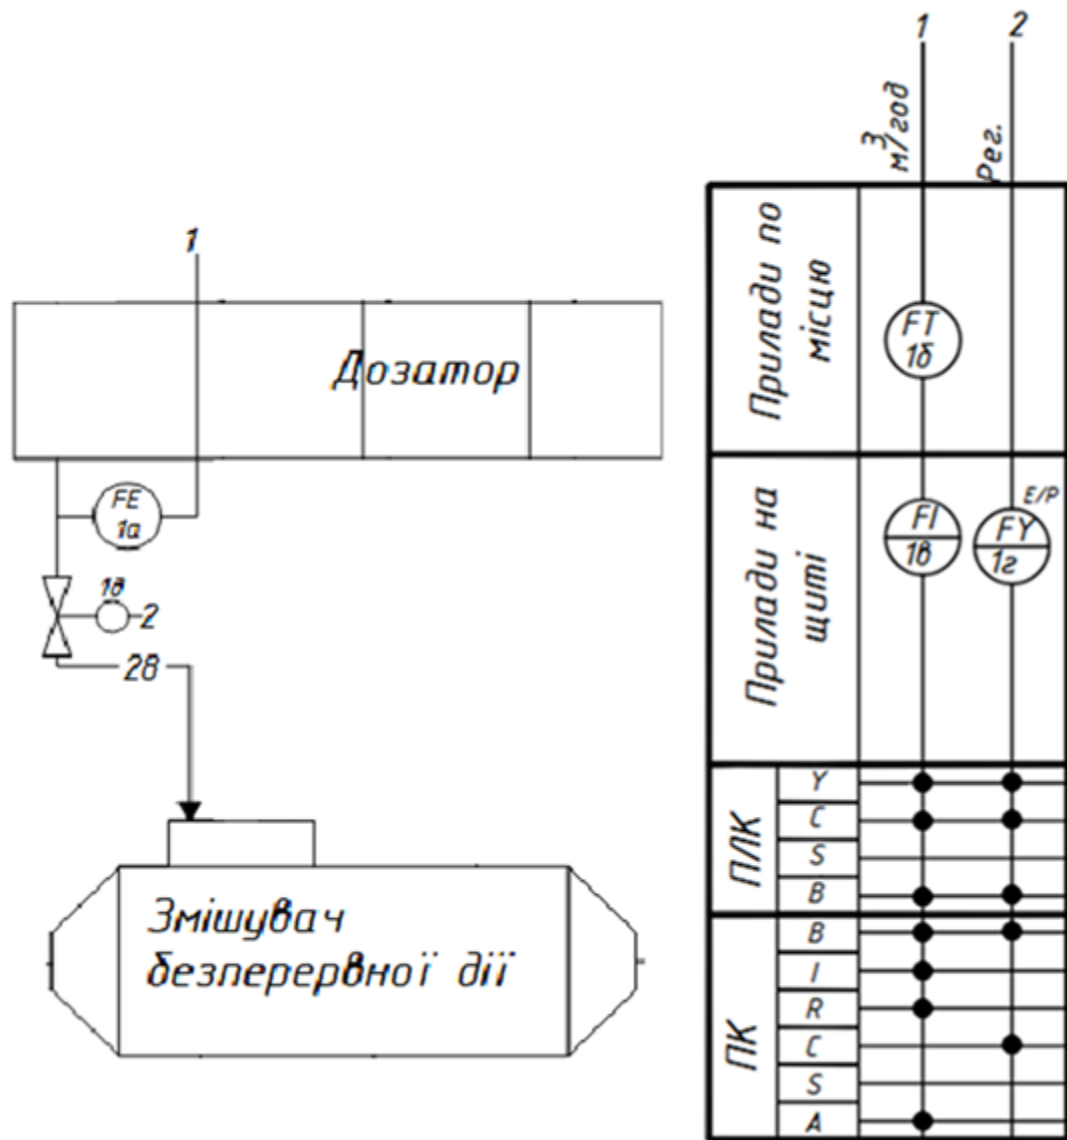 1
Дозатор
FE
1а
1д
2
2В
Змішувач
безперервної дії
1
2
м³/год
Рег.
Прилади по
місцю
FT
1б
Прилади на
щиті
FI
1в
E/P
FY
1г
ПЛК
Y
C
S
B
ПК
B
I
R
C
S
A